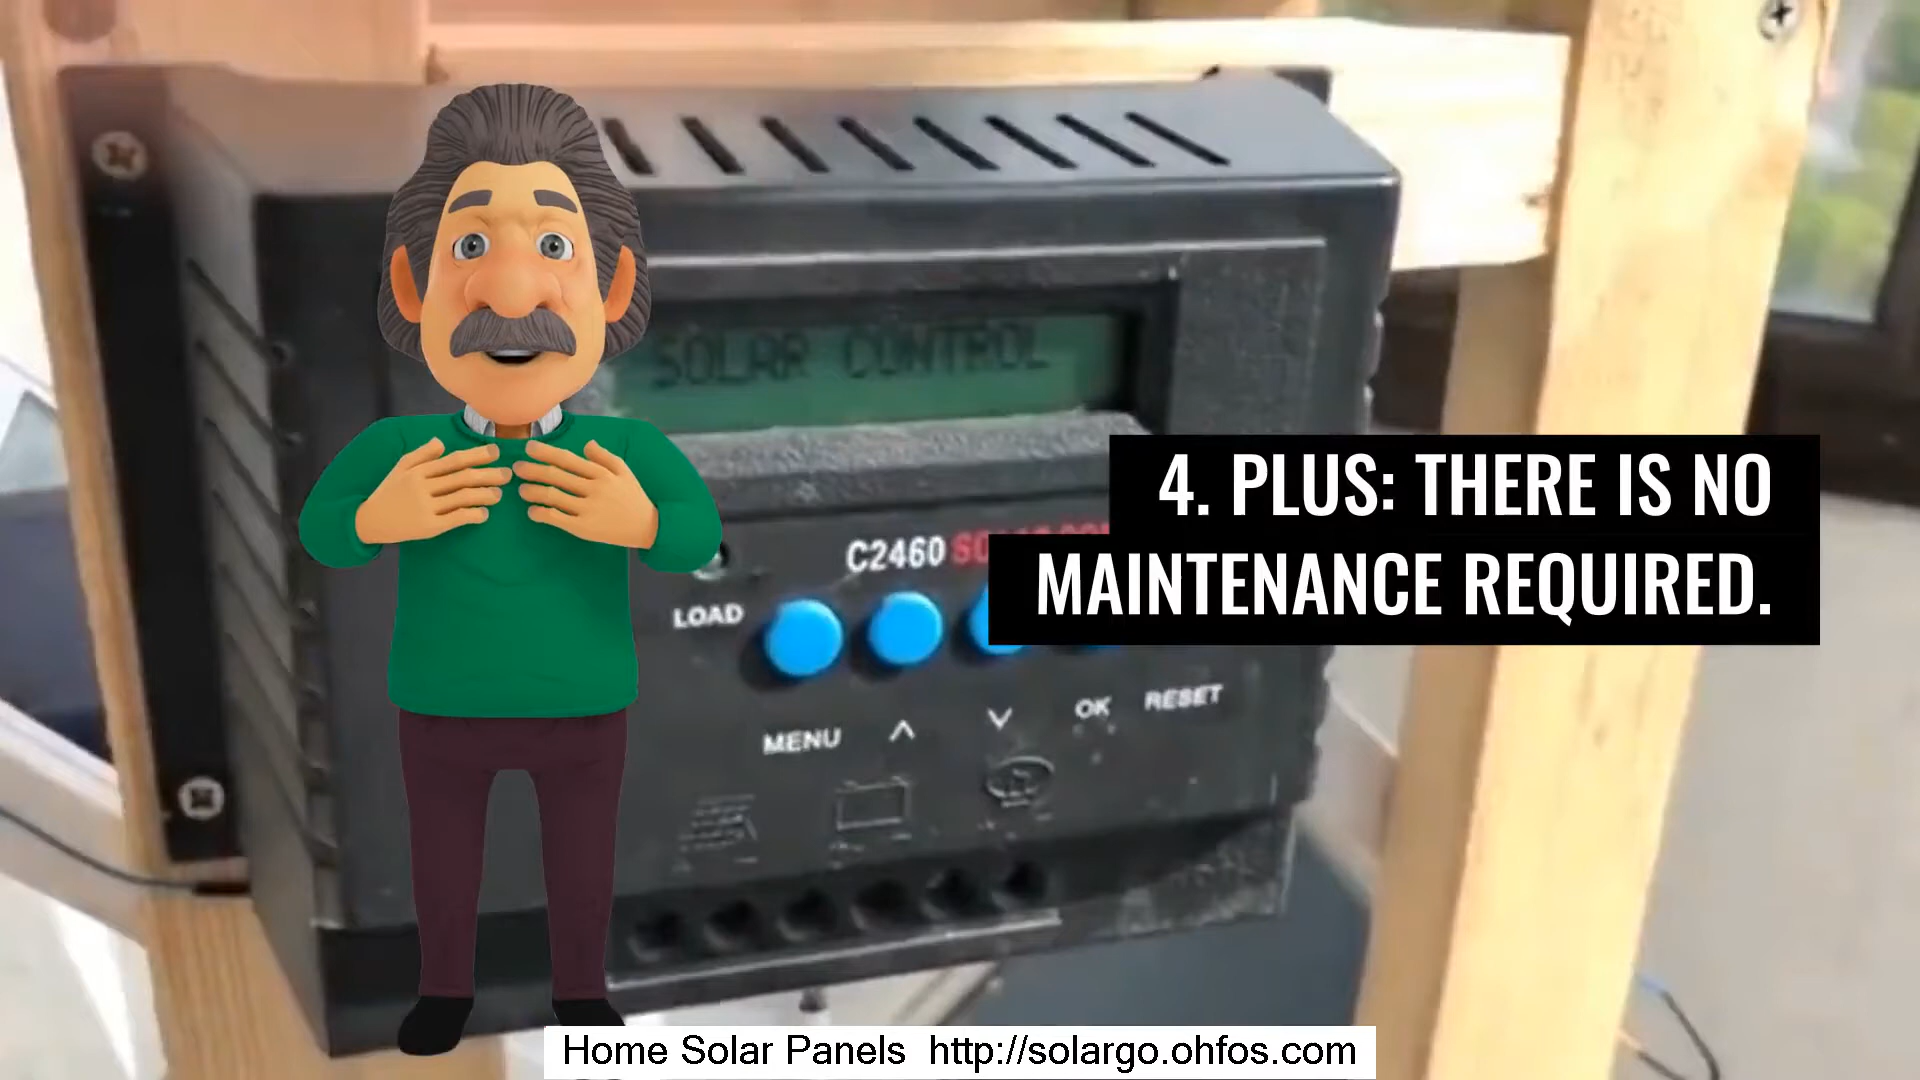 SOLAR CONTROL
4. PLUS: THERE IS NO
MAINTENANCE REQUIRED.
C2460
LOAD
MENU
OK
RESET
Home Solar Panels http://solargo.ohfos.com